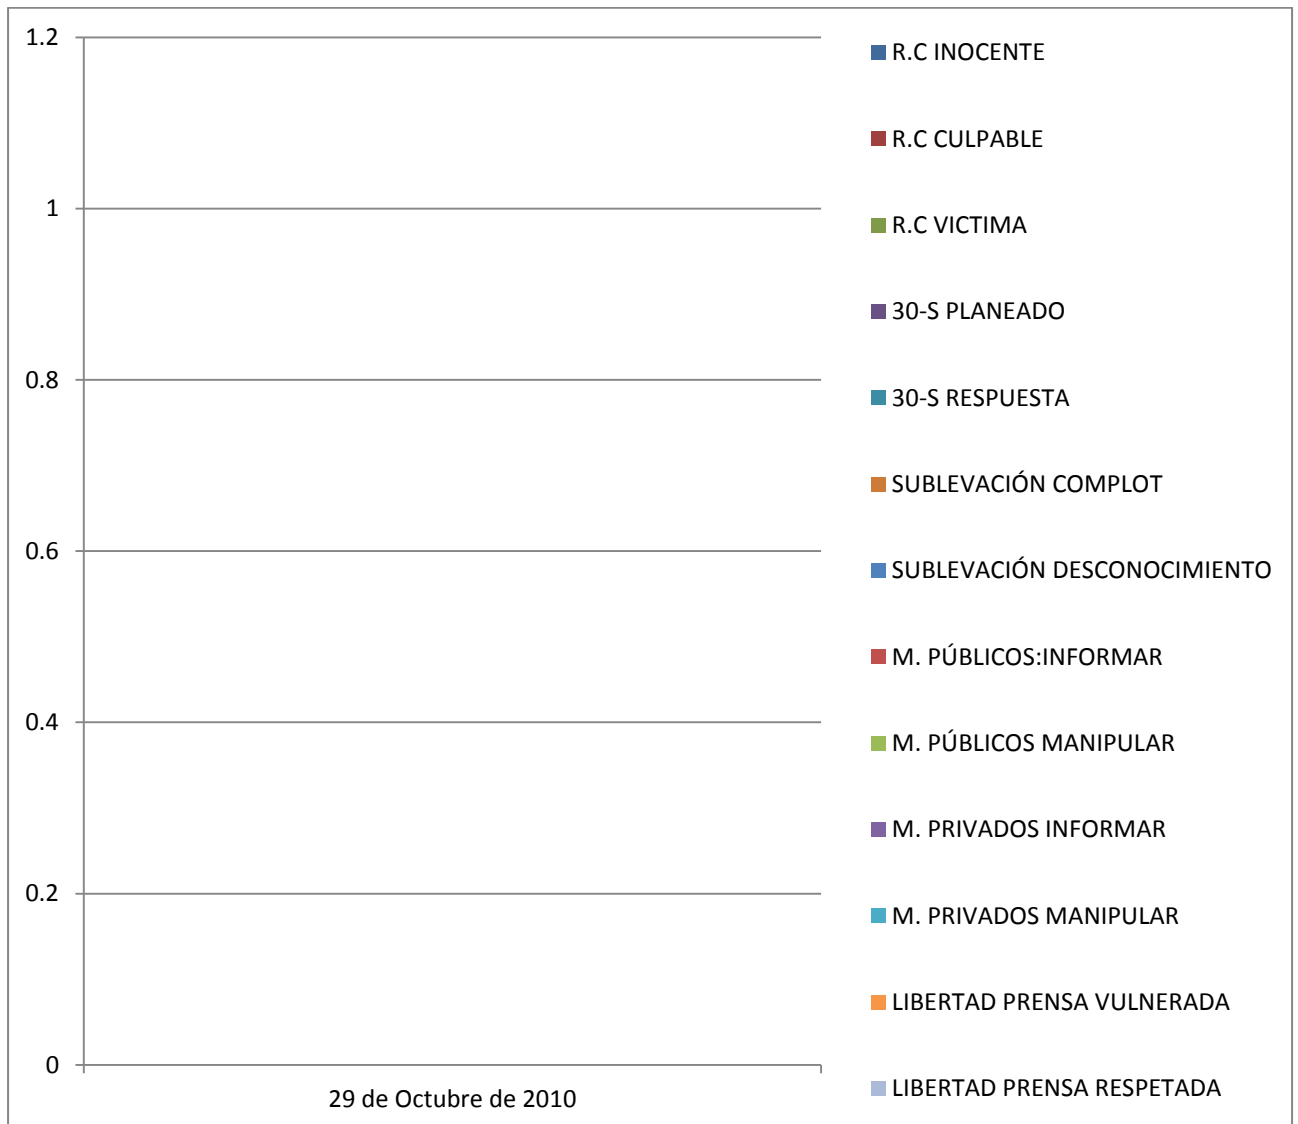 1.2
1
0.8
0.6
0.4
0.2
0
29 de Octubre de 2010
R.C INOCENTE
R.C CULPABLE
R.C VICTIMA
30-S PLANEADO
30-S RESPUESTA
SUBLEVACIÓN COMPLOT
SUBLEVACIÓN DESCONOCIMIENTO
M. PÚBLICOS:INFORMAR
M. PÚBLICOS MANIPULAR
M. PRIVADOS INFORMAR
M. PRIVADOS MANIPULAR
LIBERTAD PRENSA VULNERADA
LIBERTAD PRENSA RESPETADA